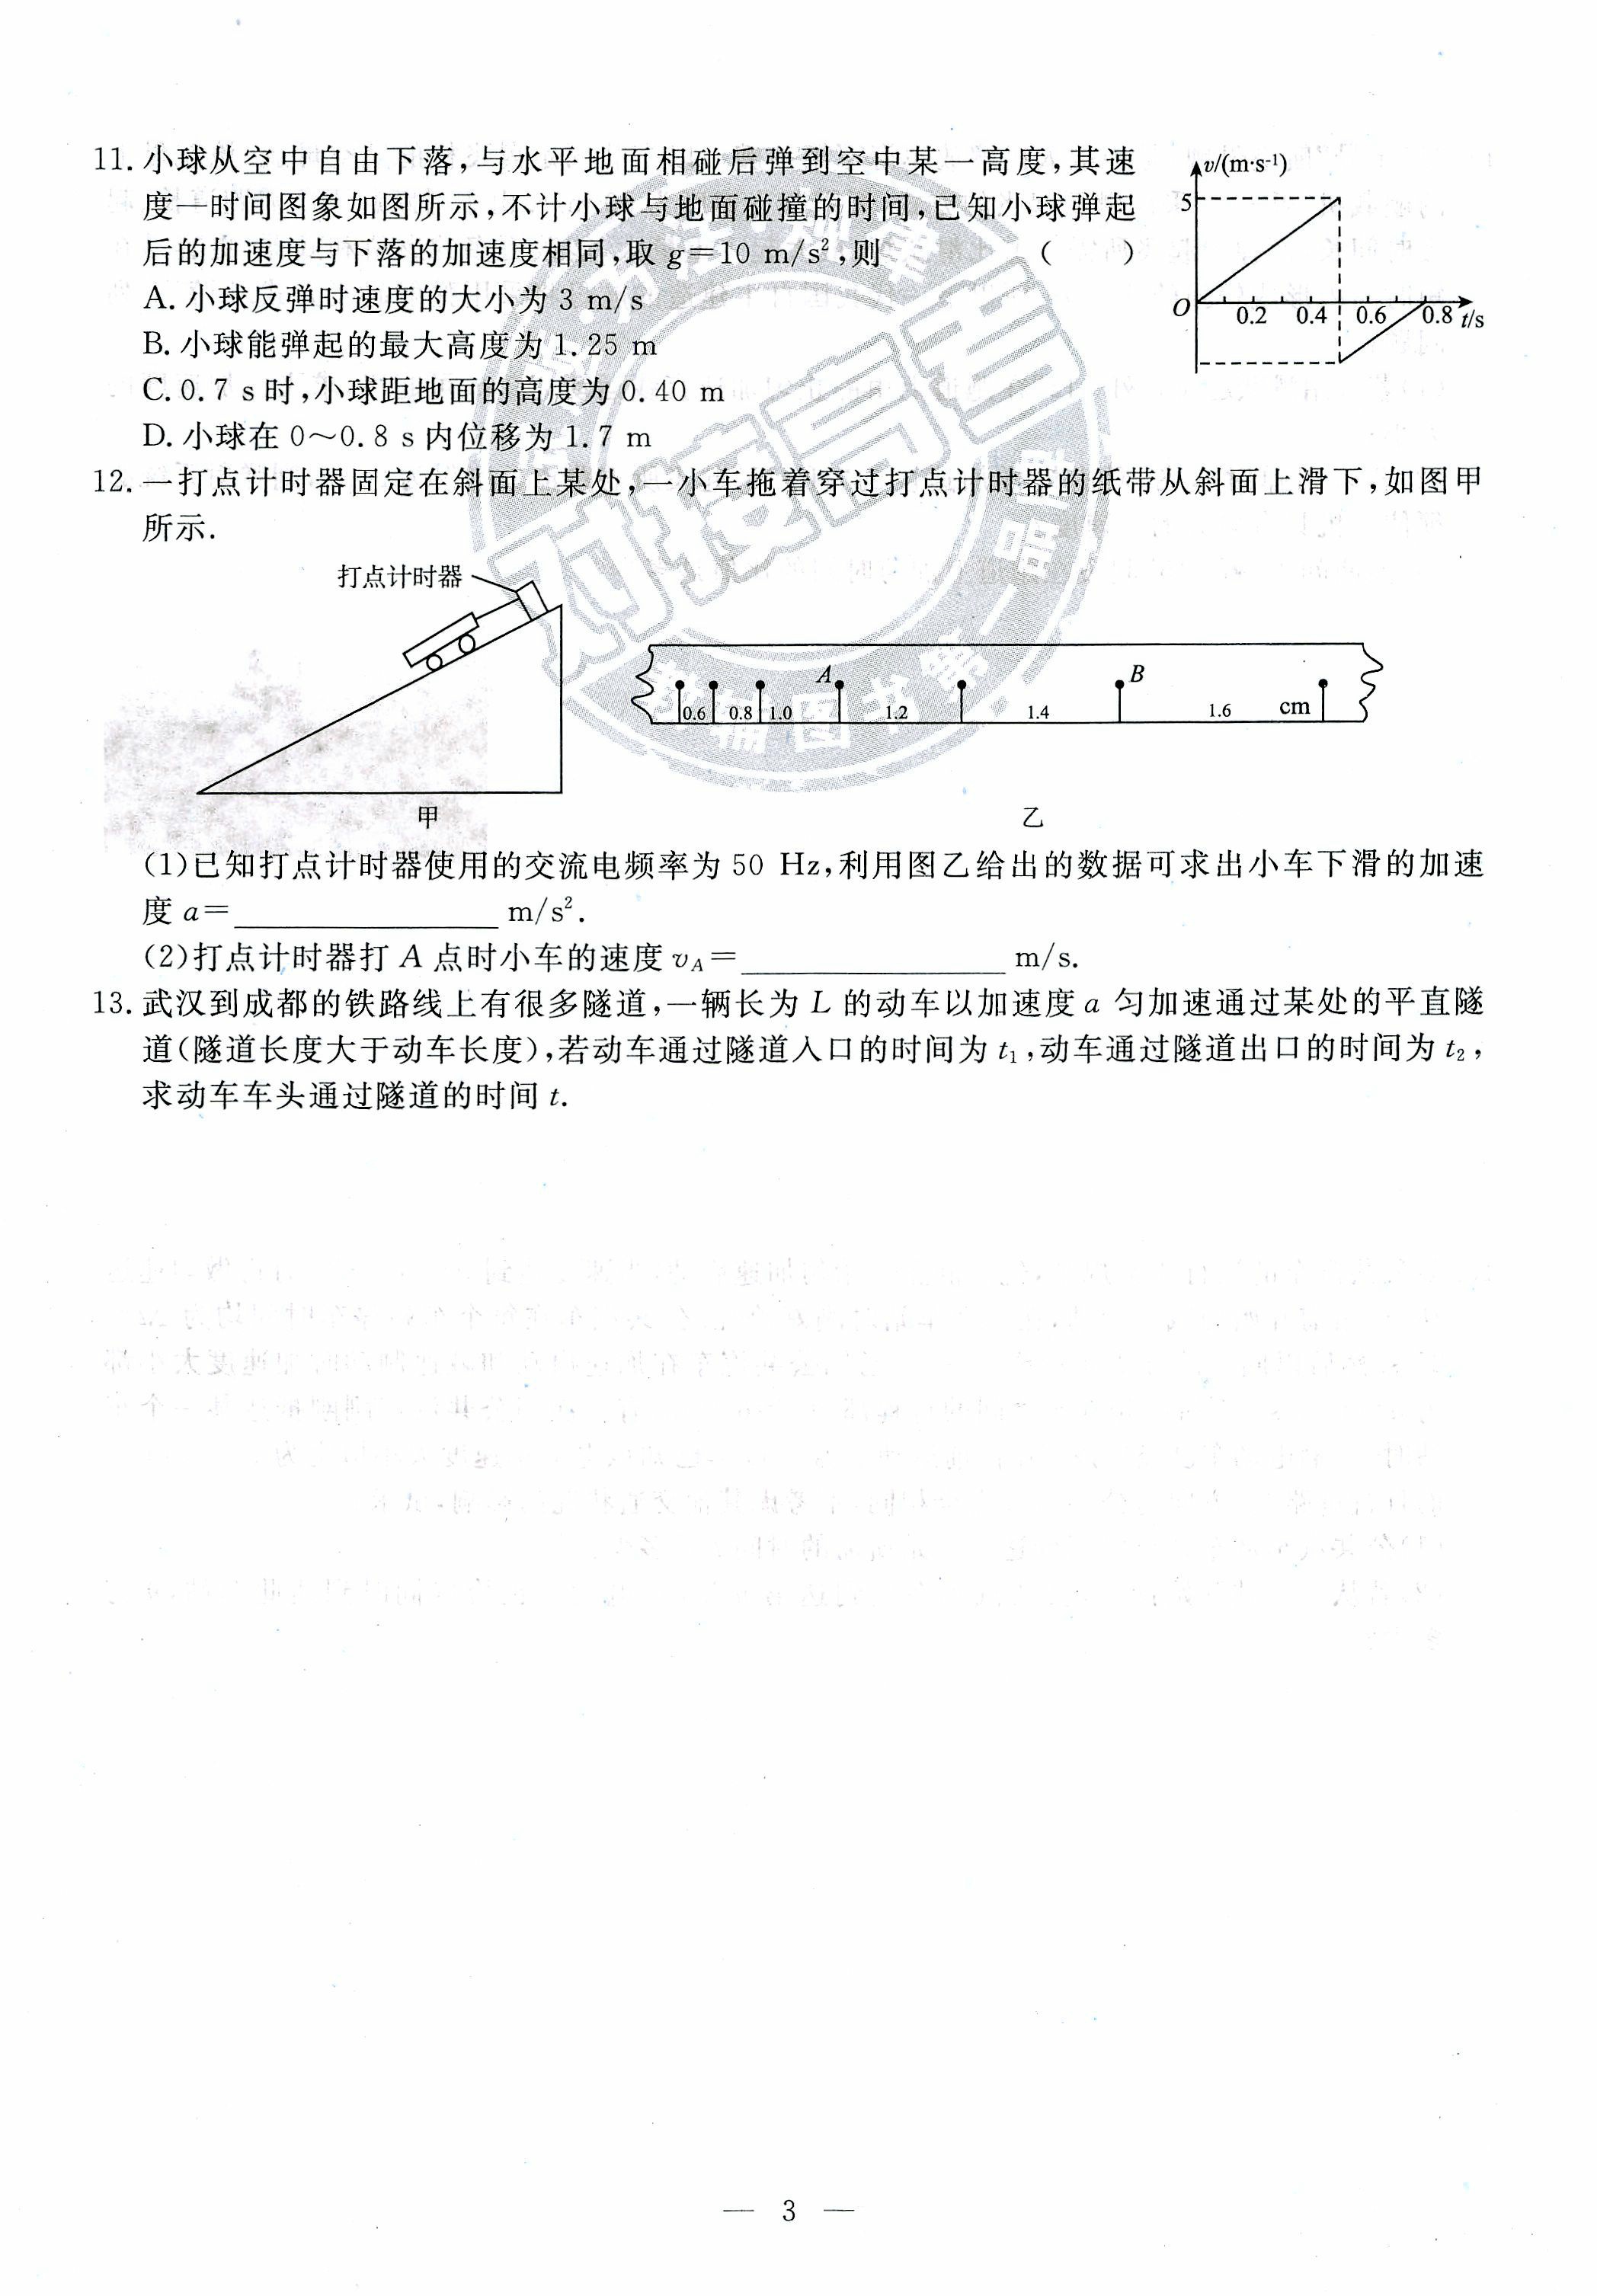 11. 小球从空中自由下落,与水平地面相碰后弹到空中某一高度,其速
度—时间图象如图所示,不计小球与地面碰撞的时间,已知小球弹起
后的加速度与下落的加速度相同,取 g=10 m/s²,则 ( )
A. 小球反弹时速度的大小为 3 m/s
B. 小球能弹起的最大高度为 1.25 m
C. 0.7 s 时,小球距地面的高度为 0.40 m
D. 小球在 0～0.8 s 内位移为 1.7 m
v/(m·s⁻¹)
5
O 0.2 0.4 0.6 0.8 t/s
12. 一打点计时器固定在斜面上某处,一小车拖着穿过打点计时器的纸带从斜面上滑下,如图甲
所示.
打点计时器
甲
A B
0.6 0.8 1.0 1.2 1.4 1.6 cm
乙
(1)已知打点计时器使用的交流电频率为 50 Hz,利用图乙给出的数据可求出小车下滑的加速
度 a=________ m/s².
(2)打点计时器打 A 点时小车的速度 v_A=________ m/s.
13. 武汉到成都的铁路线上有很多隧道,一辆长为 L 的动车以加速度 a 匀加速通过某处的平直隧
道(隧道长度大于动车长度),若动车通过隧道入口的时间为 t₁,动车通过隧道出口的时间为 t₂,
求动车车头通过隧道的时间 t.
对接高考
教辅图书第一
— 3 —